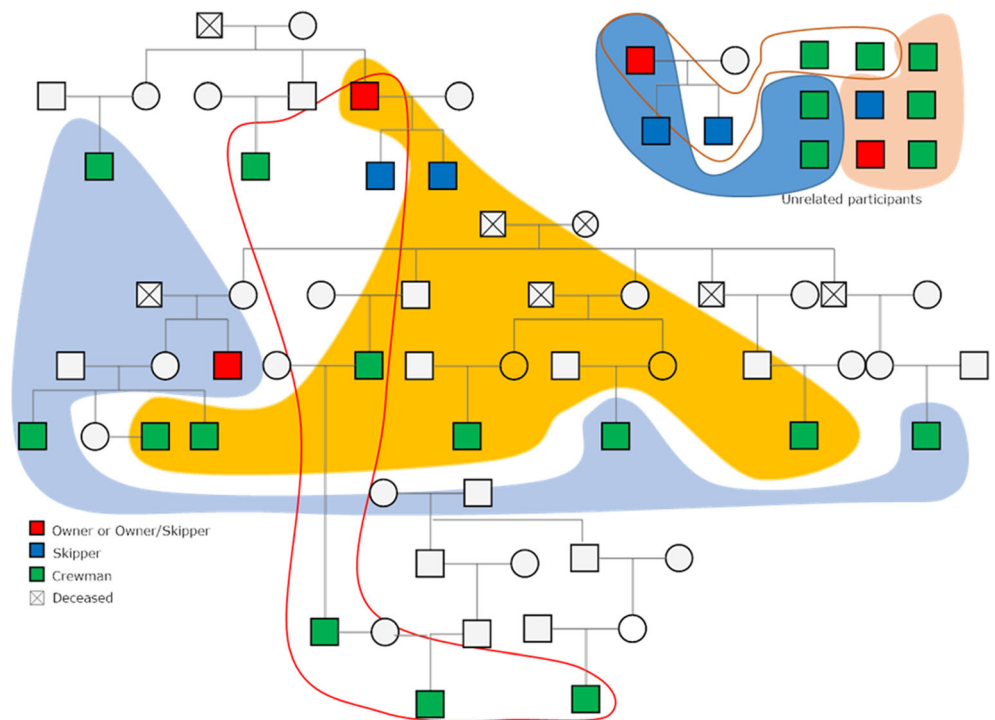 Unrelated participants
Owner or Owner/Skipper
Skipper
Crewman
Deceased